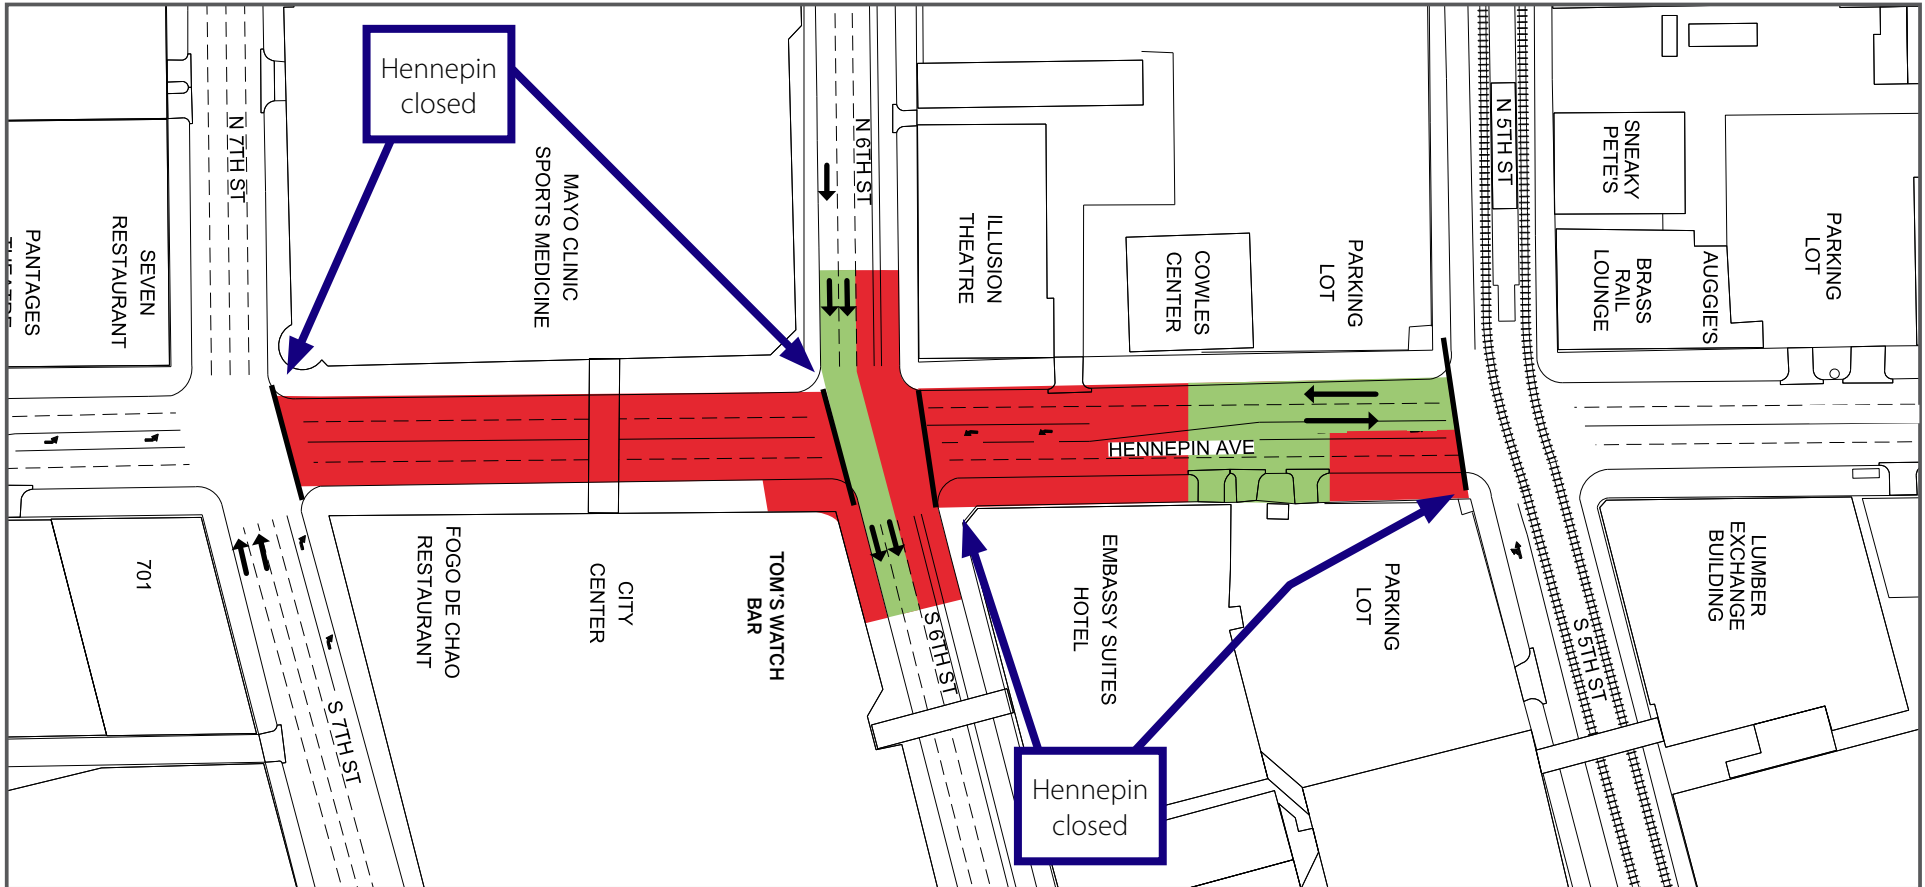 Hennepin
closed
N 7TH ST
N 6TH ST
N 5TH ST
SNEAKY
PETE'S
MAYO CLINIC
SPORTS MEDICINE
ILLUSION
THEATRE
COWLES
CENTER
PARKING
LOT
BRASS
RAIL
LOUNGE
AUGGIE'S
PARKING
LOT
PANTAGES
SEVEN
RESTAURANT
HENNEPIN AVE
701
FOGO DE CHAO
RESTAURANT
CITY
CENTER
TOM'S WATCH
BAR
EMBASSY SUITES
HOTEL
PARKING
LOT
LUMBER
EXCHANGE
BUILDING
S 7TH ST
S 6TH ST
S 5TH ST
Hennepin
closed